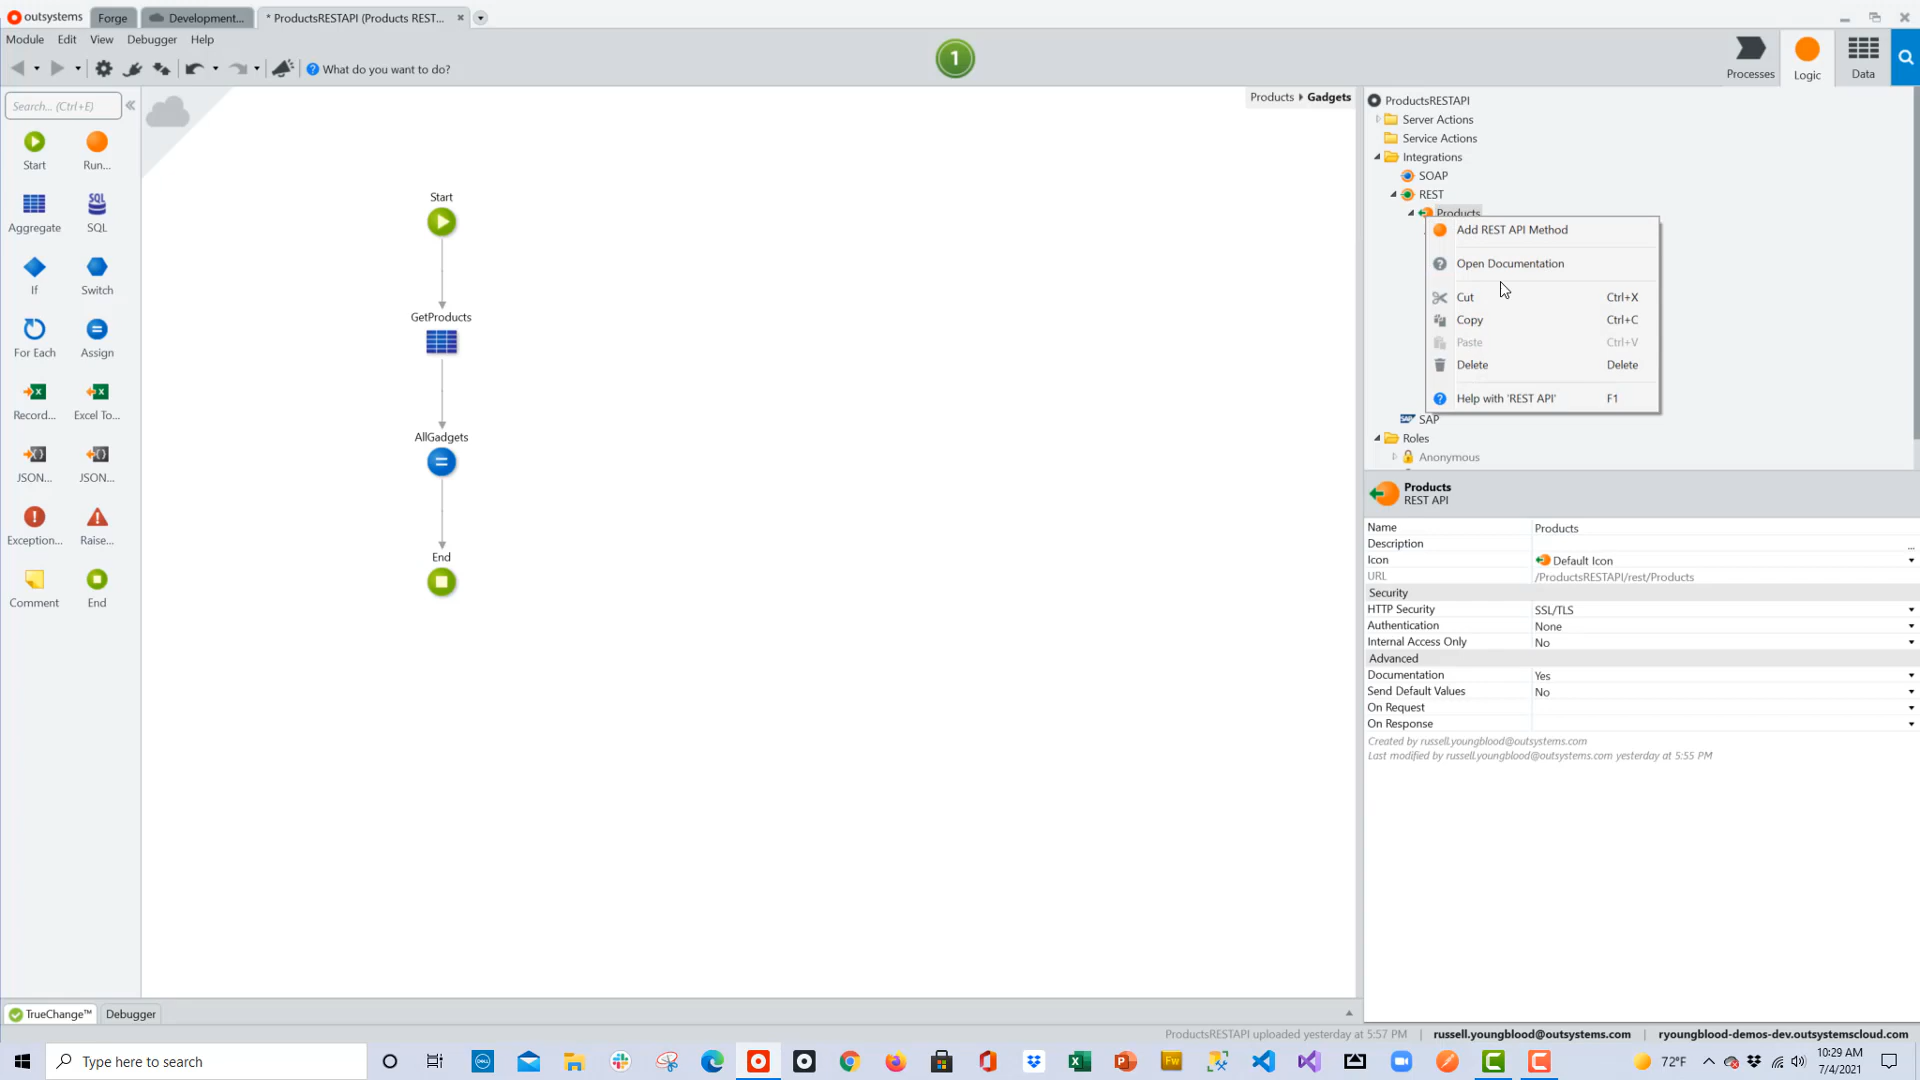 outsystems
Forge
Development...
* ProductsRESTAPI (Products REST...
Module
Edit
View
Debugger
Help
What do you want to do?
1
Processes
Logic
Data
Search... (Ctrl+E)
Start
Run...
Aggregate
SQL
If
Switch
For Each
Assign
Record...
Excel To...
JSON...
JSON...
Exception...
Raise...
Comment
End
Products
Gadgets
Start
GetProducts
AllGadgets
End
ProductsRESTAPI
Server Actions
Service Actions
Integrations
SOAP
REST
Products
Add REST API Method
Open Documentation
Cut Ctrl+X
Copy Ctrl+C
Paste Ctrl+V
Delete Delete
Help with 'REST API' F1
SAP
Roles
Anonymous
Products
REST API
Name Products
Description ...
Icon Default Icon
URL /ProductsRESTAPI/rest/Products
Security
HTTP Security SSL/TLS
Authentication None
Internal Access Only No
Advanced
Documentation Yes
Send Default Values No
On Request
On Response
Created by russell.youngblood@outsystems.com
Last modified by russell.youngblood@outsystems.com yesterday at 5:55 PM
TrueChange™
Debugger
ProductsRESTAPI uploaded yesterday at 5:57 PM
russell.youngblood@outsystems.com
ryoungblood-demos-dev.outsystemscloud.com
Type here to search
72°F
10:29 AM
7/4/2021